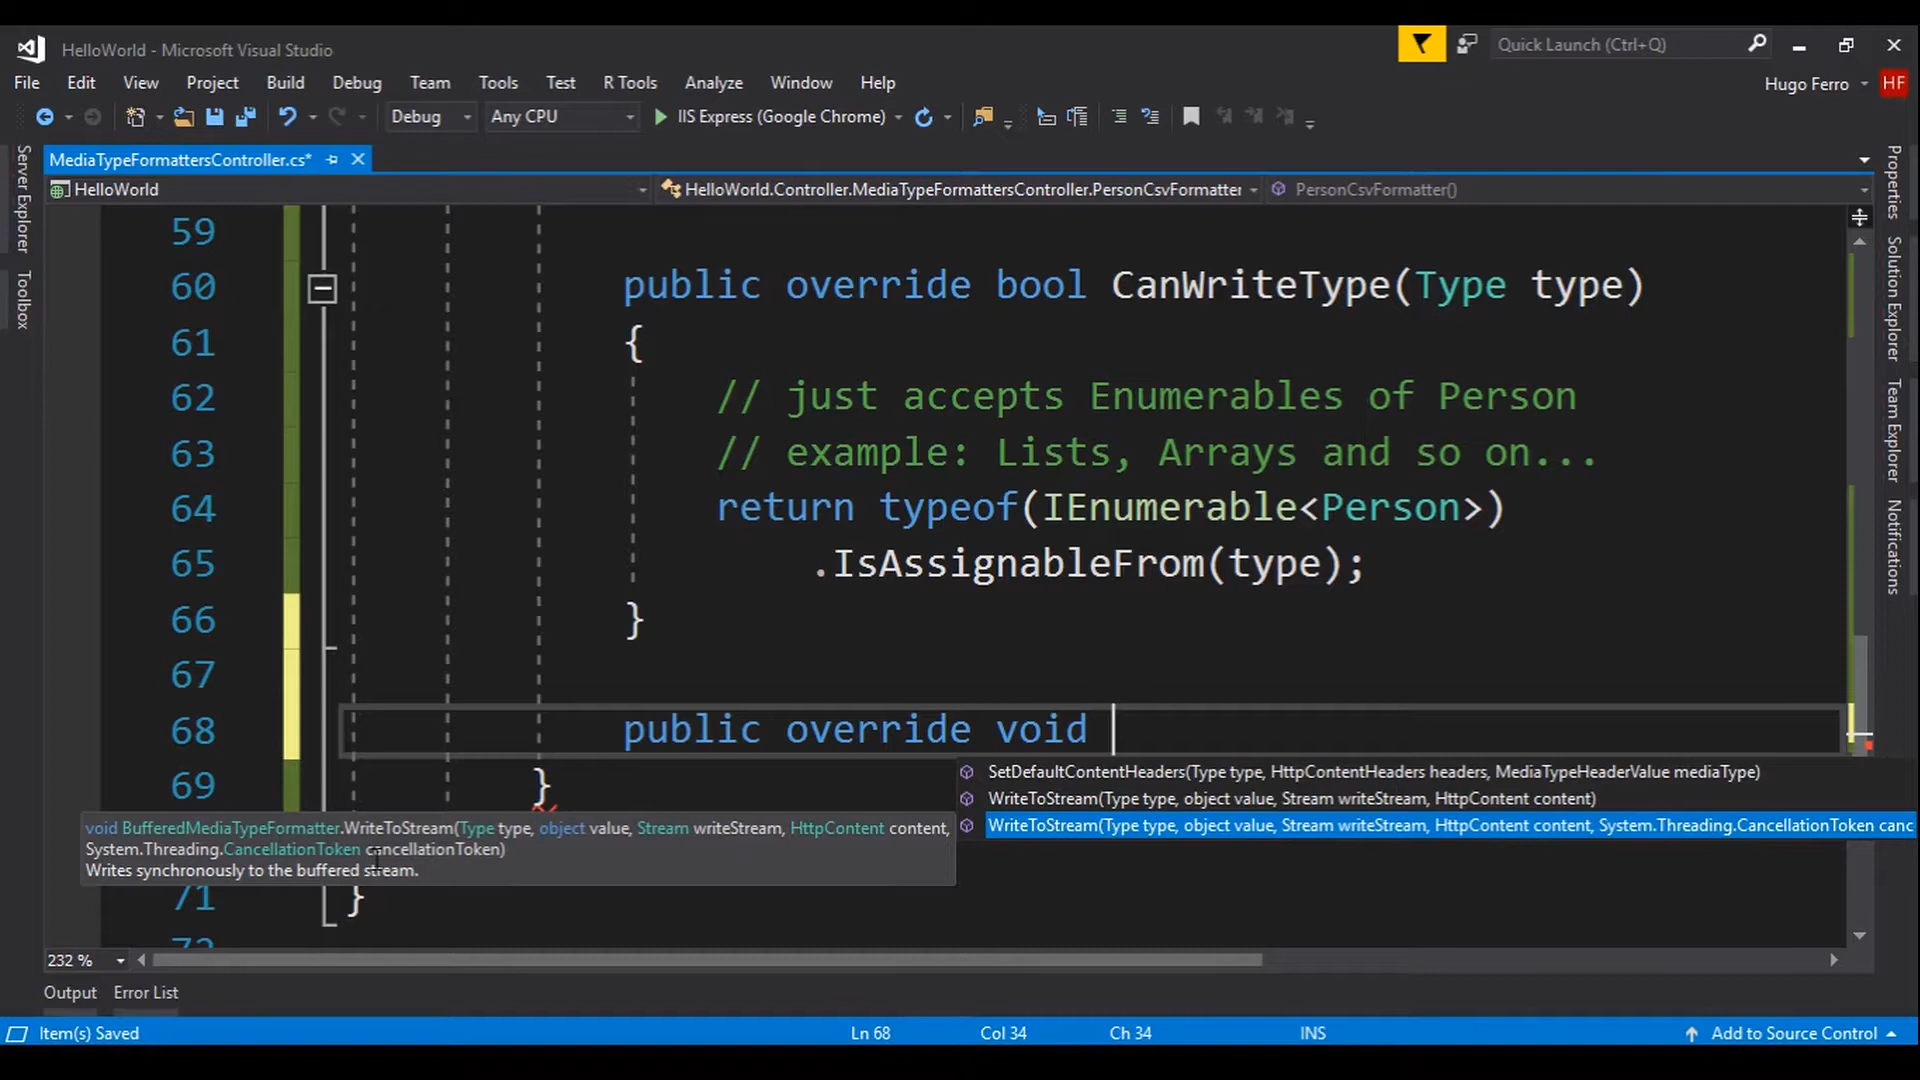 HelloWorld - Microsoft Visual Studio
Quick Launch (Ctrl+Q)
File Edit View Project Build Debug Team Tools Test R Tools Analyze Window Help
Hugo Ferro HF
Debug Any CPU IIS Express (Google Chrome)
Server Explorer
Toolbox
MediaTypeFormattersController.cs*
HelloWorld HelloWorld.Controller.MediaTypeFormattersController.PersonCsvFormatter PersonCsvFormatter()
Properties
Solution Explorer
Team Explorer
Notifications
59
60 public override bool CanWriteType(Type type)
61 {
62 // just accepts Enumerables of Person
63 // example: Lists, Arrays and so on...
64 return typeof(IEnumerable<Person>)
65 .IsAssignableFrom(type);
66 }
67
68 public override void
69 }
SetDefaultContentHeaders(Type type, HttpContentHeaders headers, MediaTypeHeaderValue mediaType)
WriteToStream(Type type, object value, Stream writeStream, HttpContent content)
WriteToStream(Type type, object value, Stream writeStream, HttpContent content, System.Threading.CancellationToken canc
void BufferedMediaTypeFormatter.WriteToStream(Type type, object value, Stream writeStream, HttpContent content,
System.Threading.CancellationToken cancellationToken)
Writes synchronously to the buffered stream.
71 }
72
232 %
Output Error List
Item(s) Saved Ln 68 Col 34 Ch 34 INS Add to Source Control